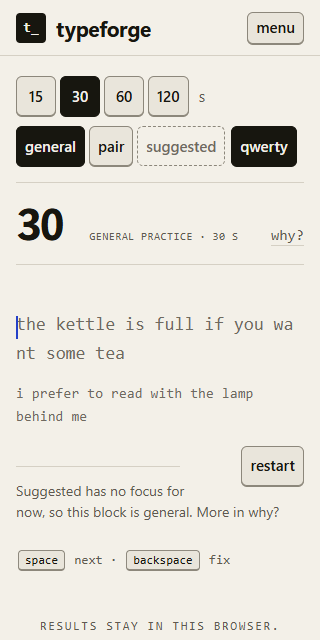 t_ typeforge menu
15 30 60 120 s
general pair suggested qwerty
30 GENERAL PRACTICE · 30 S why?
the kettle is full if you wa
nt some tea
i prefer to read with the lamp
behind me
restart
Suggested has no focus for
now, so this block is general. More in why?
space next · backspace fix
RESULTS STAY IN THIS BROWSER.